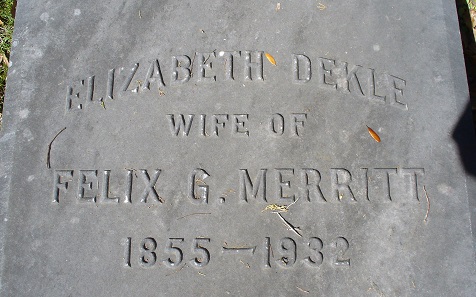 ELIZABETH DEKLE
WIFE OF
FELIX G. MERRITT
1855—1932